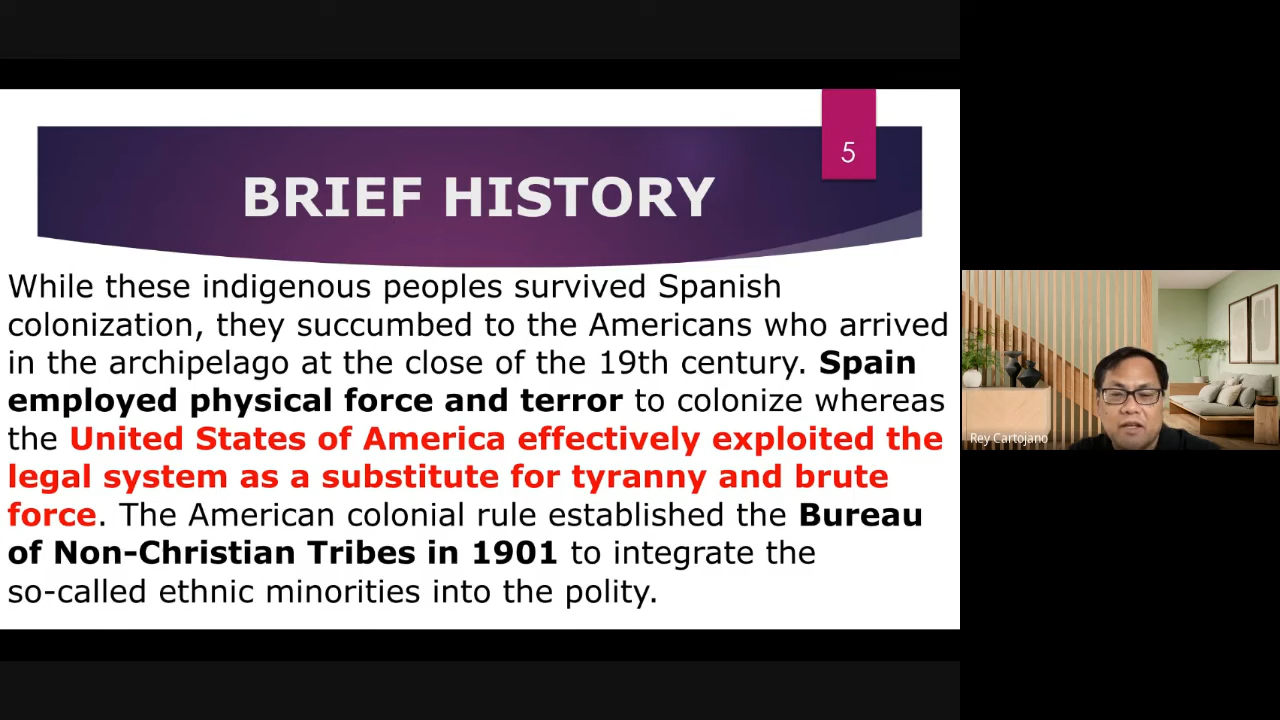 5
BRIEF HISTORY
While these indigenous peoples survived Spanish
colonization, they succumbed to the Americans who arrived
in the archipelago at the close of the 19th century. Spain
employed physical force and terror to colonize whereas
the United States of America effectively exploited the
legal system as a substitute for tyranny and brute
force. The American colonial rule established the Bureau
of Non-Christian Tribes in 1901 to integrate the
so-called ethnic minorities into the polity.
Rey Cartojano